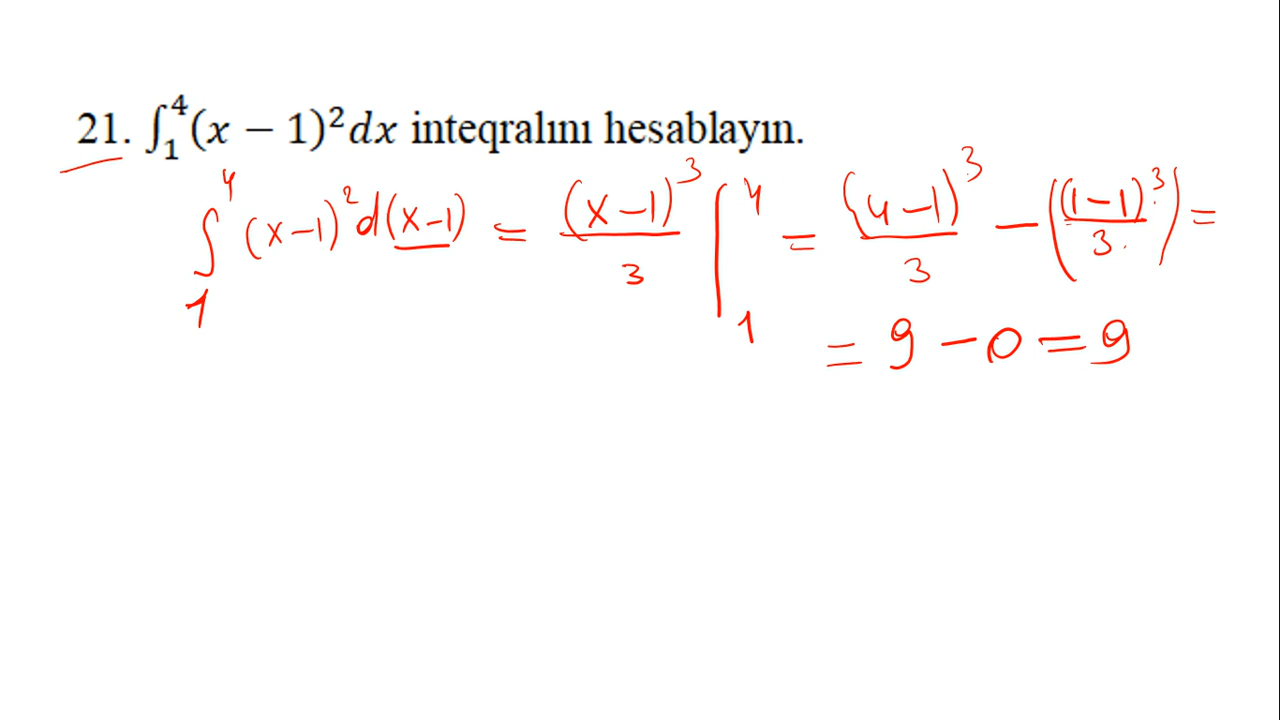 21. ∫₁⁴(x − 1)²dx inteqralını hesablayın.
∫₁⁴ (x−1)² d(x−1) = (x−1)³/3 |₁⁴ = (4−1)³/3 − ((1−1)³/3) =
= 9 − 0 = 9